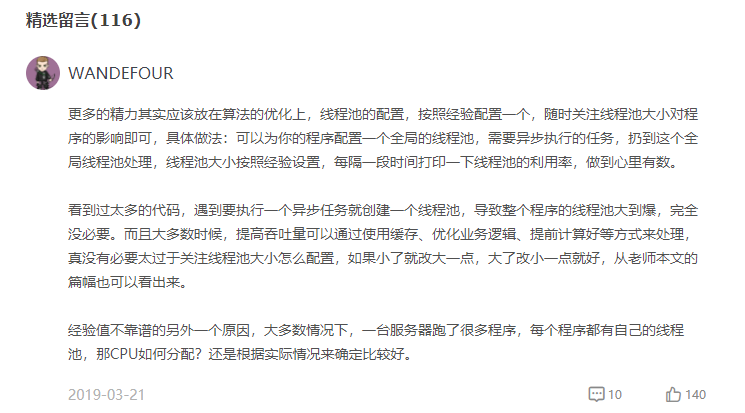 精选留言(116)
WANDEFOUR
更多的精力其实应该放在算法的优化上，线程池的配置，按照经验配置一个，随时关注线程池大小对程
序的影响即可，具体做法：可以为你的程序配置一个全局的线程池，需要异步执行的任务，扔到这个全
局线程池处理，线程池大小按照经验设置，每隔一段时间打印一下线程池的利用率，做到心里有数。
看到过太多的代码，遇到要执行一个异步任务就创建一个线程池，导致整个程序的线程池大到爆，完全
没必要。而且大多数时候，提高吞吐量可以通过使用缓存、优化业务逻辑、提前计算好等方式来处理，
真没有必要太过于关注线程池大小怎么配置，如果小了就改大一点，大了改小一点就好，从老师本文的
篇幅也可以看出来。
经验值不靠谱的另外一个原因，大多数情况下，一台服务器跑了很多程序，每个程序都有自己的线程
池，那CPU如何分配？还是根据实际情况来确定比较好。
2019-03-21 10 140